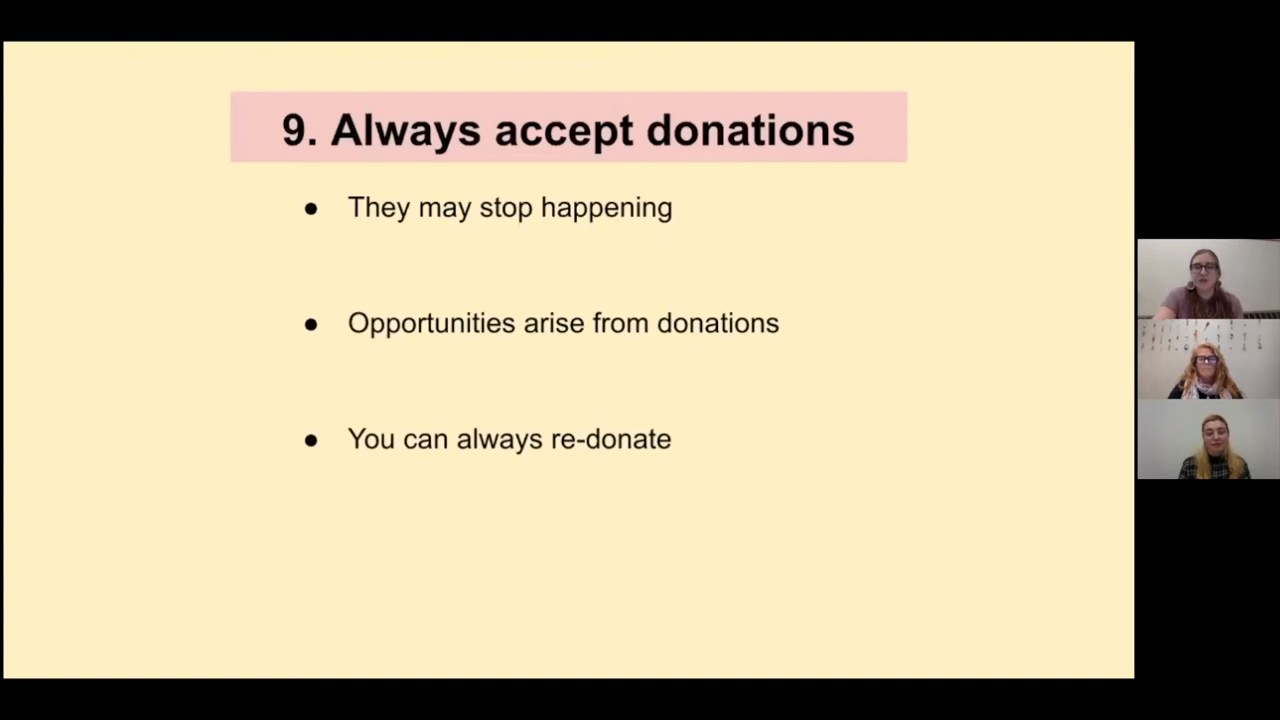 9. Always accept donations
● They may stop happening
● Opportunities arise from donations
● You can always re-donate